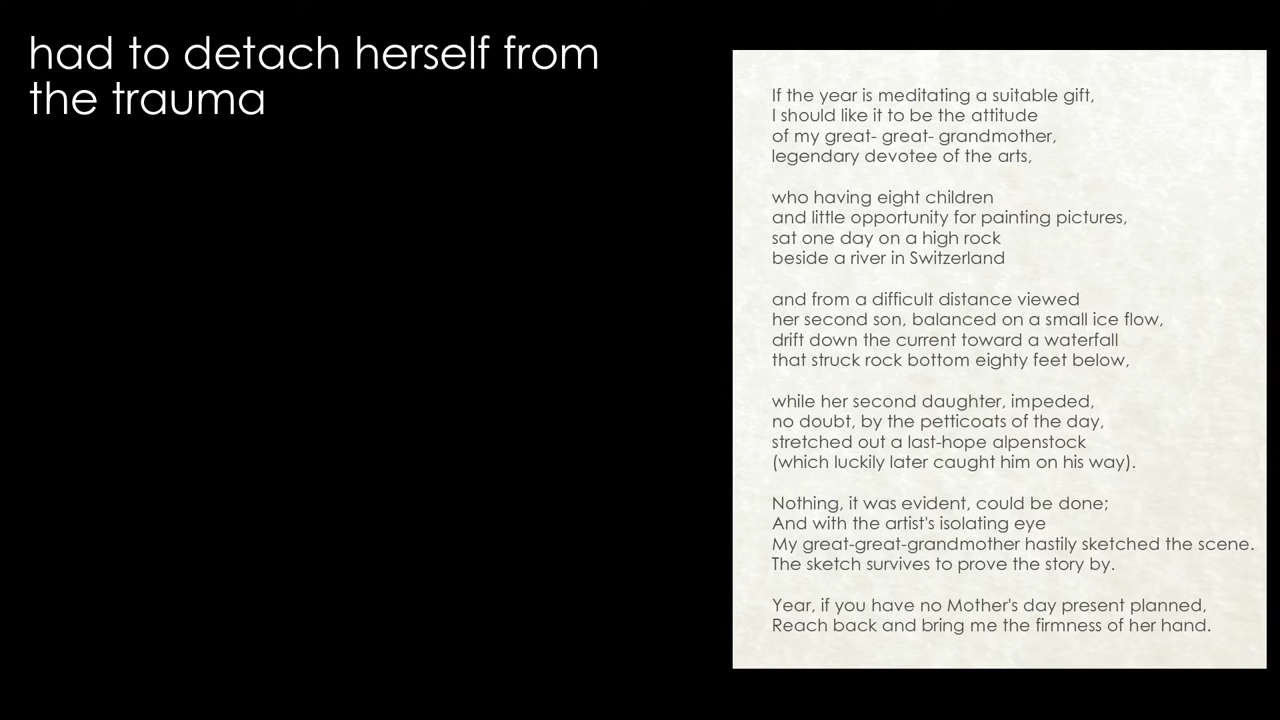 had to detach herself from
the trauma
If the year is meditating a suitable gift,
I should like it to be the attitude
of my great- great- grandmother,
legendary devotee of the arts,
who having eight children
and little opportunity for painting pictures,
sat one day on a high rock
beside a river in Switzerland
and from a difficult distance viewed
her second son, balanced on a small ice flow,
drift down the current toward a waterfall
that struck rock bottom eighty feet below,
while her second daughter, impeded,
no doubt, by the petticoats of the day,
stretched out a last-hope alpenstock
(which luckily later caught him on his way).
Nothing, it was evident, could be done;
And with the artist's isolating eye
My great-great-grandmother hastily sketched the scene.
The sketch survives to prove the story by.
Year, if you have no Mother's day present planned,
Reach back and bring me the firmness of her hand.